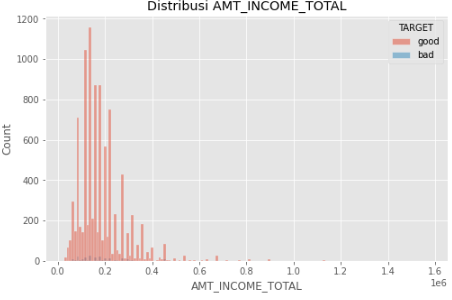 Distribusi AMT_INCOME_TOTAL
1200
1000
800
600
400
200
0
Count
TARGET
good
bad
0.0 0.2 0.4 0.6 0.8 1.0 1.2 1.4 1.6
1e6
AMT_INCOME_TOTAL